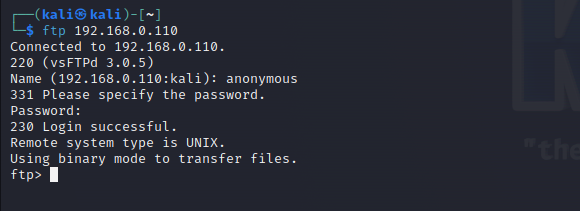 ┌──(kali㉿kali)-[~]
└─$ ftp 192.168.0.110
Connected to 192.168.0.110.
220 (vsFTPd 3.0.5)
Name (192.168.0.110:kali): anonymous
331 Please specify the password.
Password:
230 Login successful.
Remote system type is UNIX.
Using binary mode to transfer files.
ftp>
"the